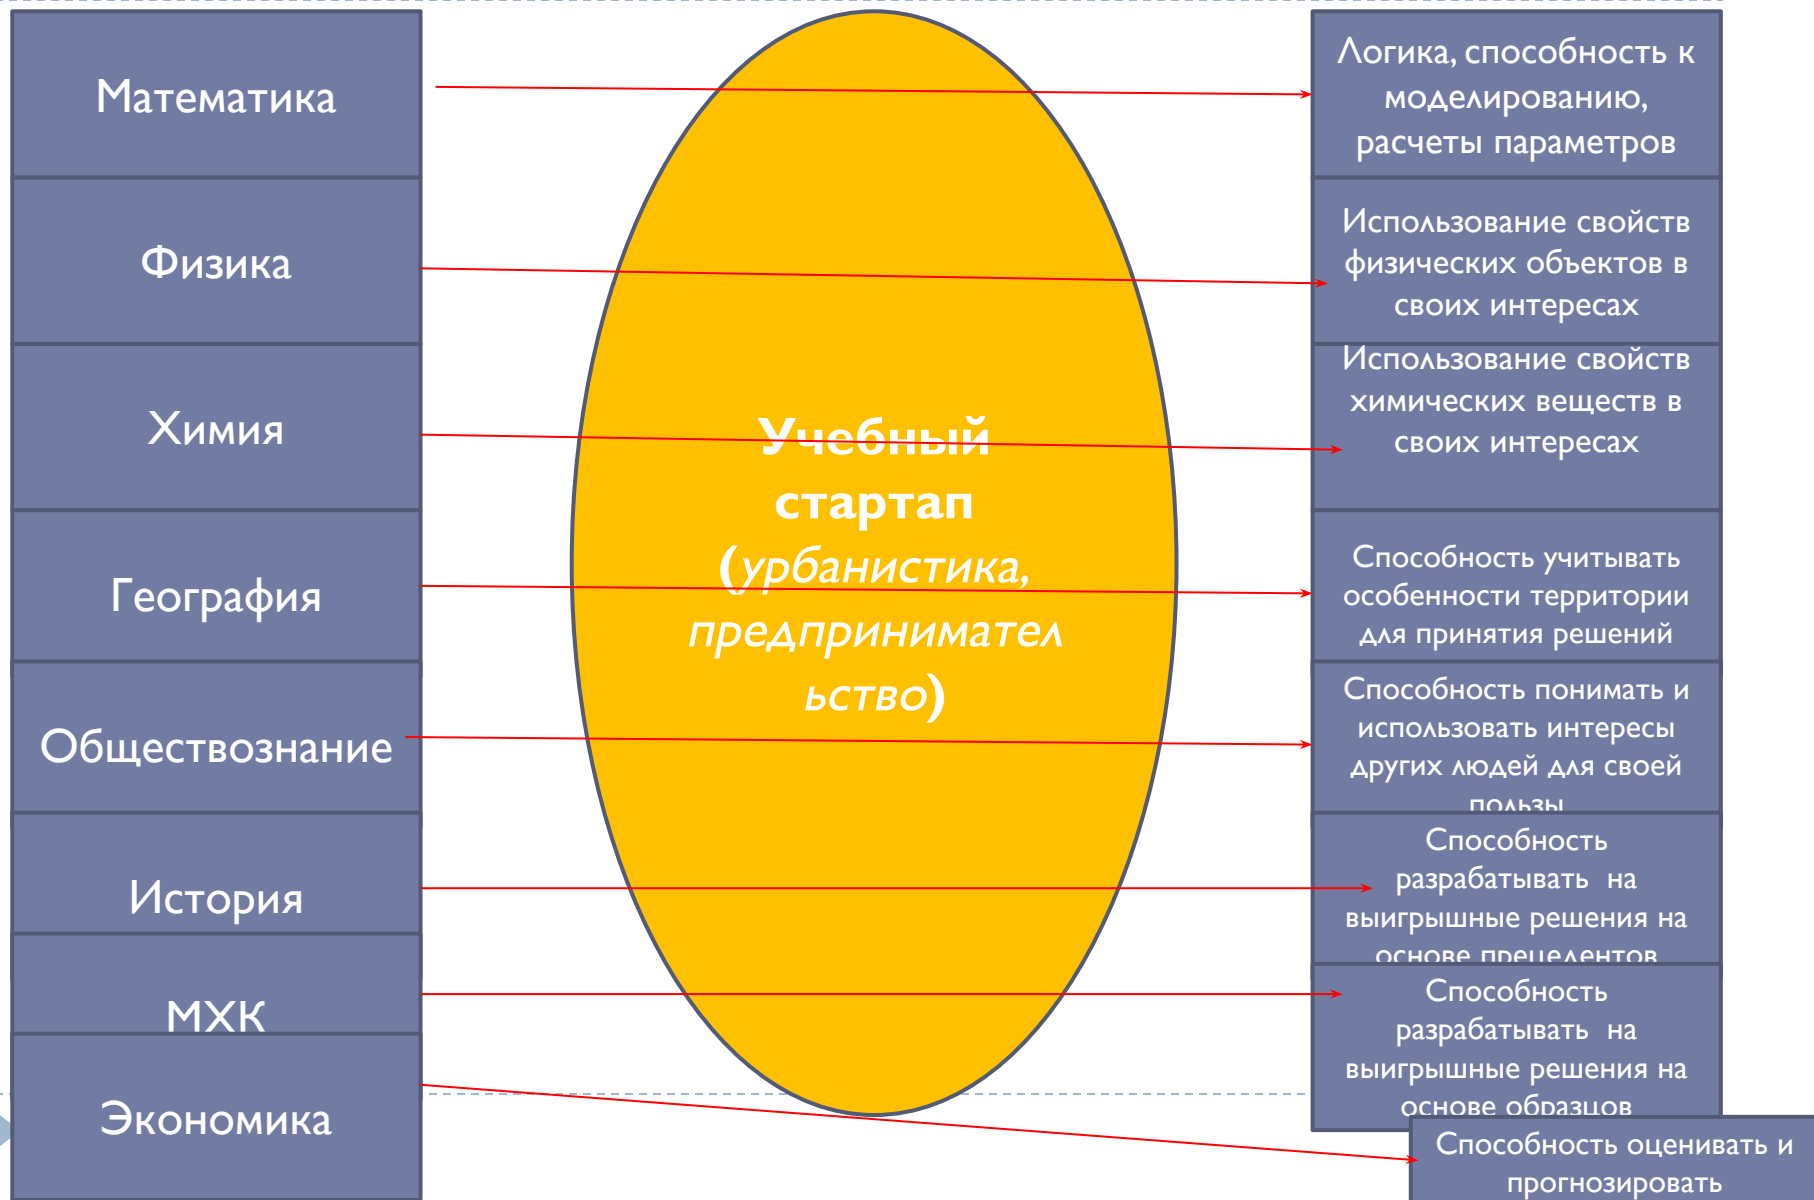 Математика
Физика
Химия
География
Обществознание
История
МХК
Экономика
Учебный
стартап
(урбанистика,
предпринимател
ьство)
Логика, способность к
моделированию,
расчеты параметров
Использование свойств
физических объектов в
своих интересах
Использование свойств
химических веществ в
своих интересах
Способность учитывать
особенности территории
для принятия решений
Способность понимать и
использовать интересы
других людей для своей
пользы
Способность
разрабатывать на
выигрышные решения на
основе прецедентов
Способность
разрабатывать на
выигрышные решения на
основе образцов
Способность оценивать и
прогнозировать